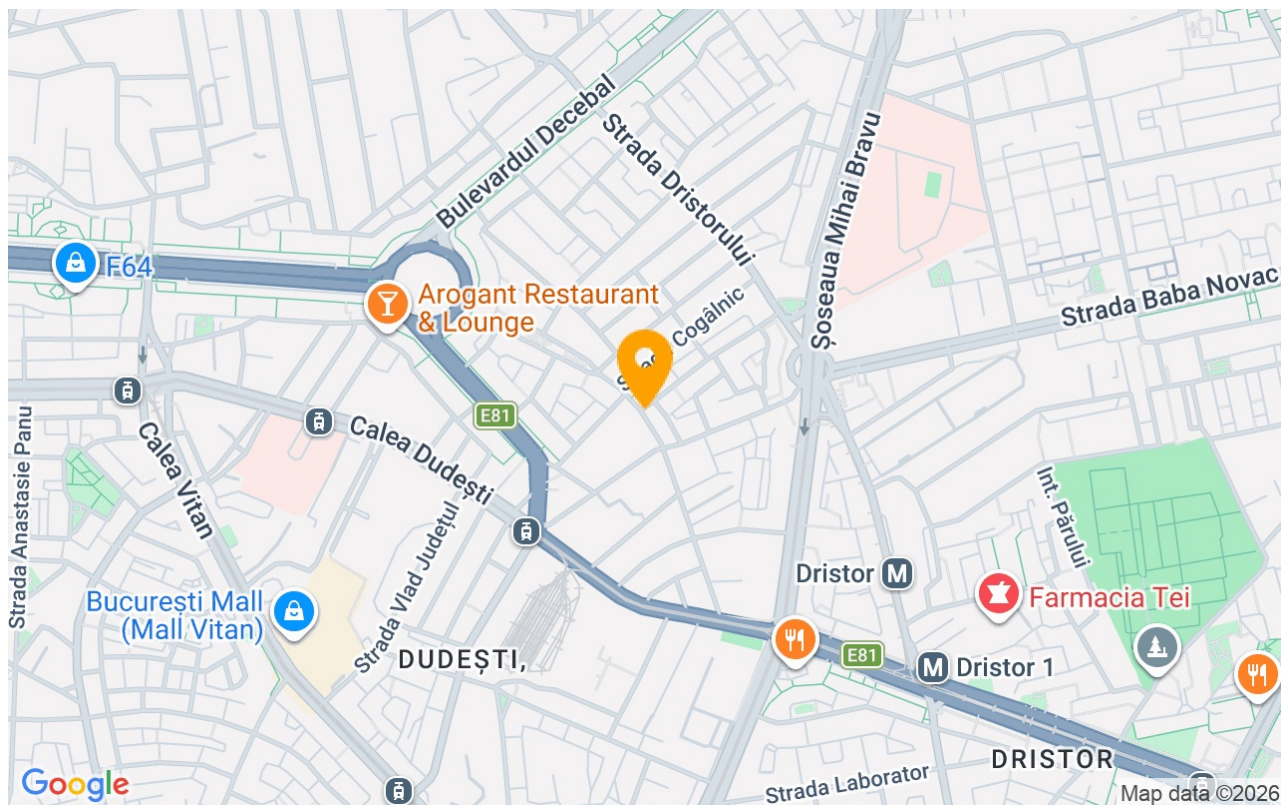 Bulevardul Decebal
Strada Dristorului
Șoseaua Mihai Bravu
F64
Arogant Restaurant
& Lounge
Cogâlnic
Strada Baba Novac
E81
Calea Dudești
Calea Vitan
Strada Anastasie Panu
Int. Părului
Strada Vlad Județul
Dristor
M
București Mall
(Mall Vitan)
Farmacia Tei
DUDEȘTI,
E81
M
Dristor 1
DRISTOR
Strada Laborator
Google
Map data ©2026